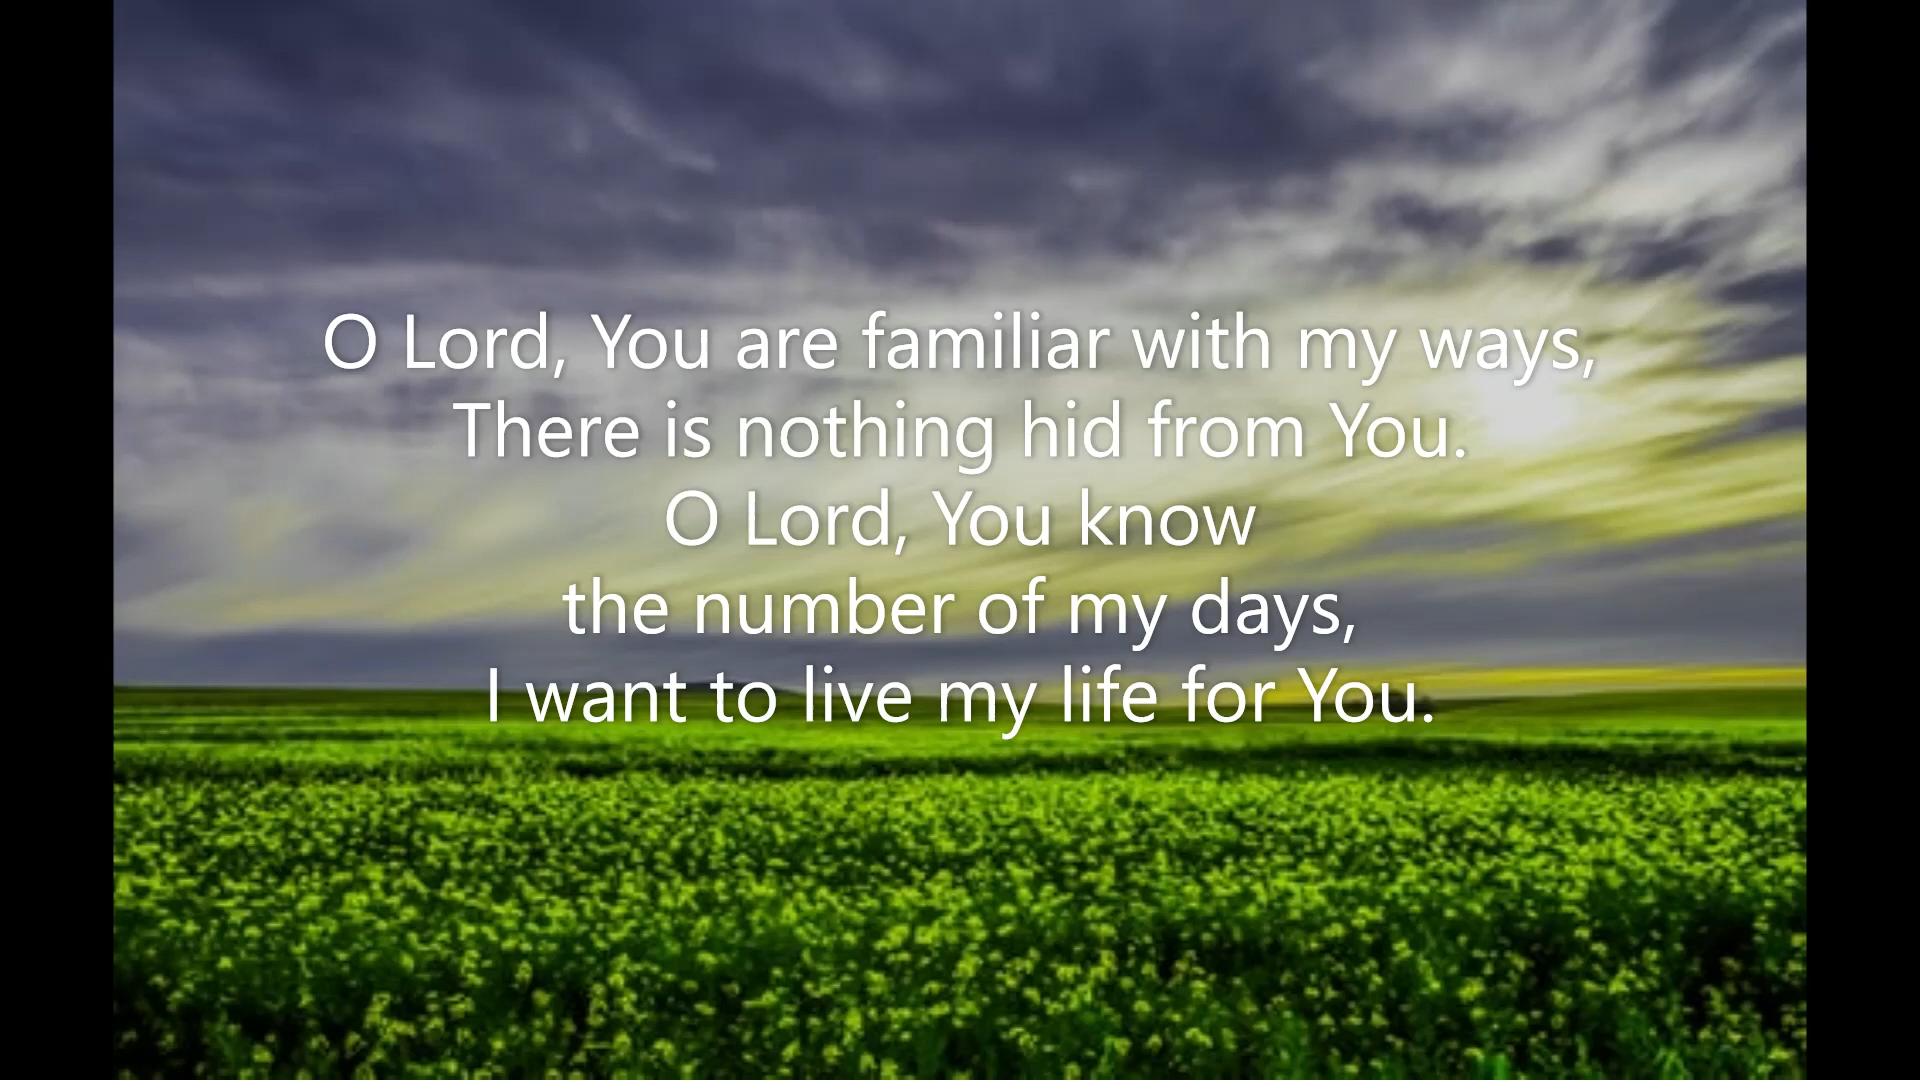 O Lord, You are familiar with my ways,
There is nothing hid from You.
O Lord, You know
the number of my days,
I want to live my life for You.